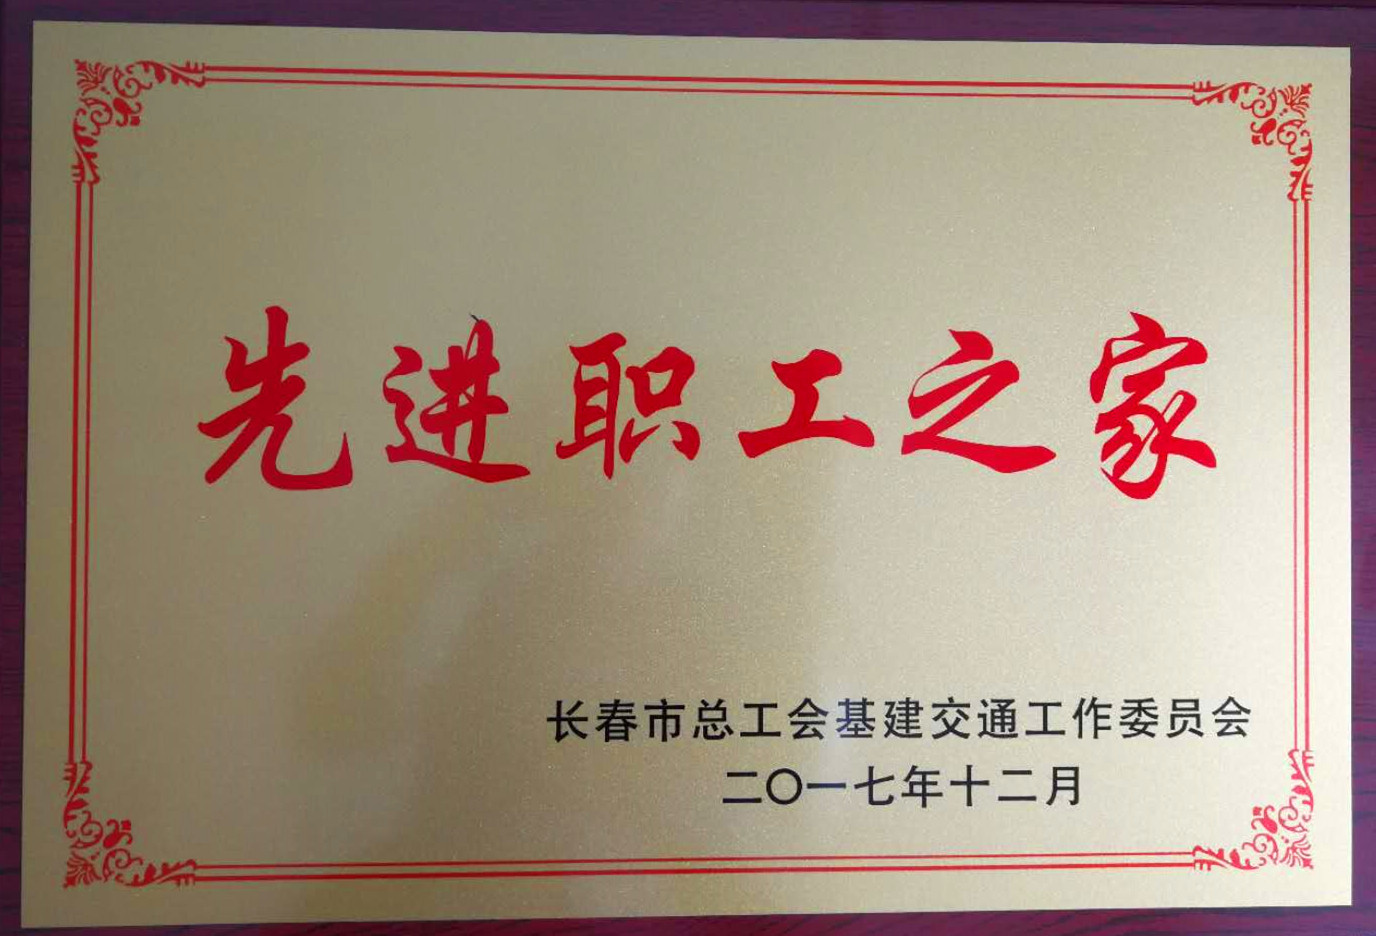 先进职工之家
长春市总工会基建交通工作委员会
二〇一七年十二月